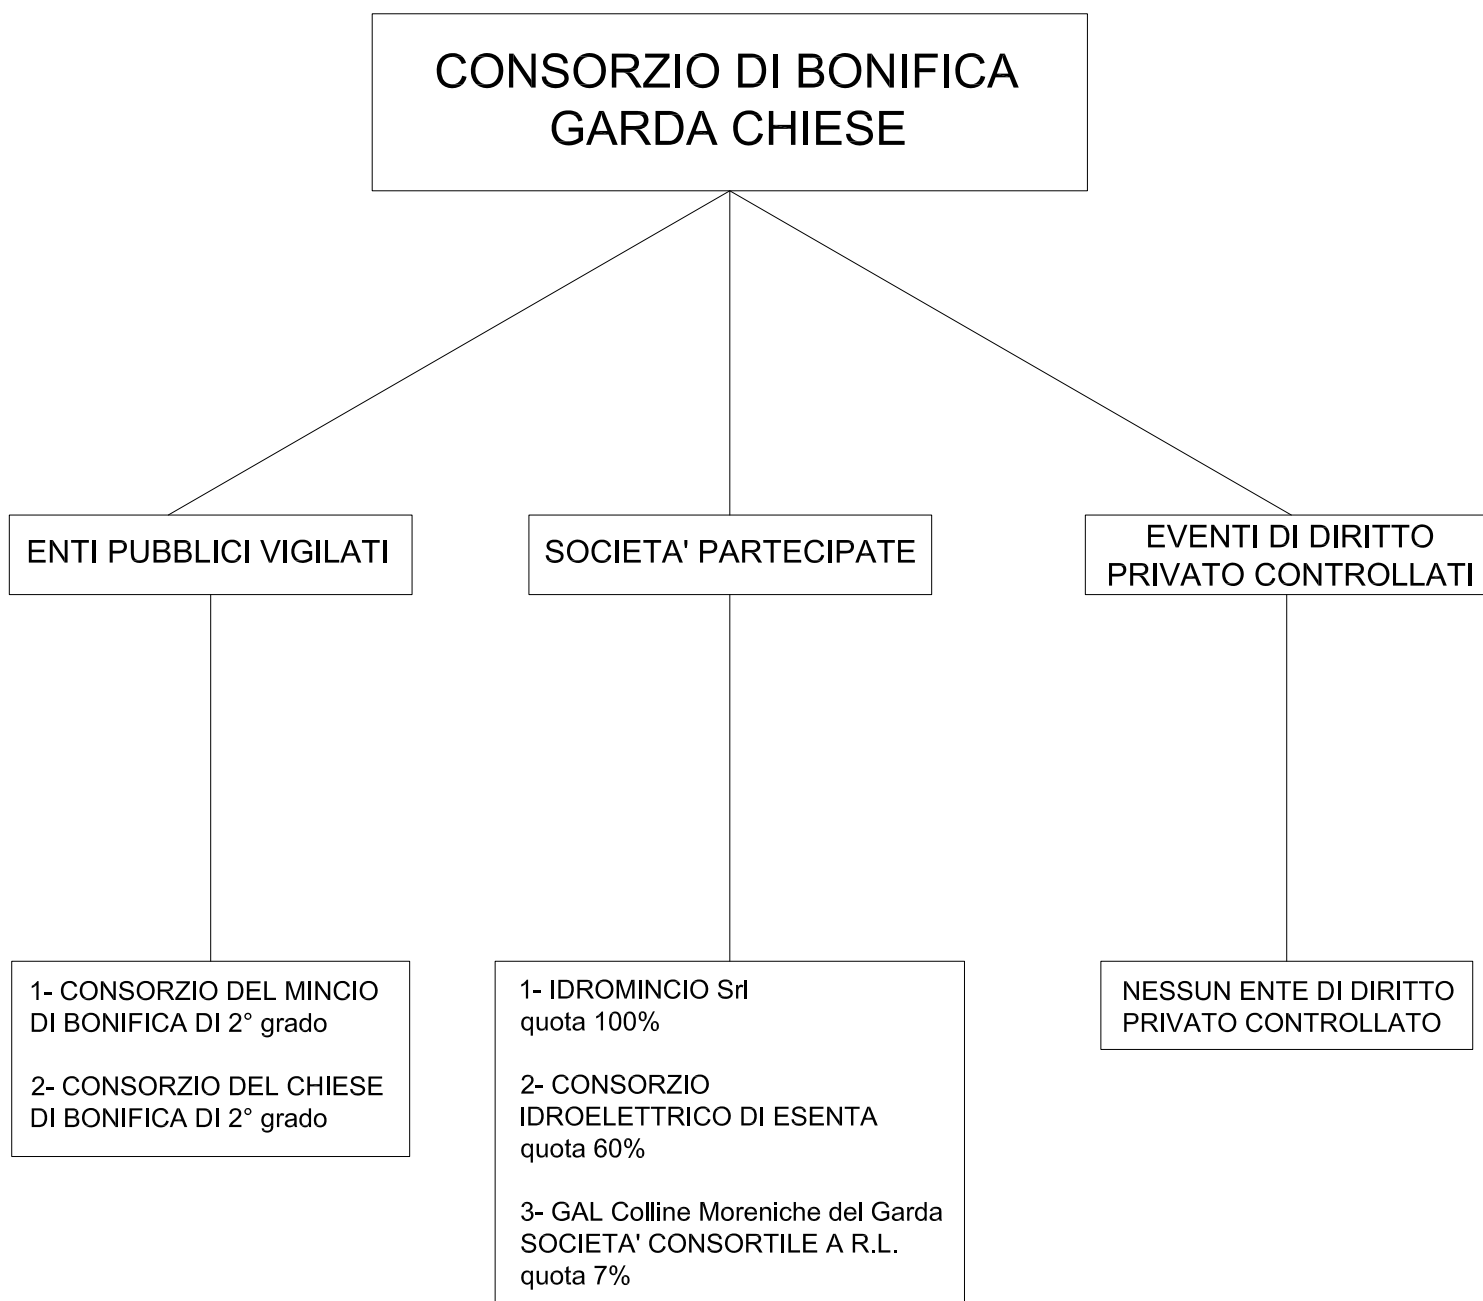 CONSORZIO DI BONIFICA
GARDA CHIESE
ENTI PUBBLICI VIGILATI
SOCIETA' PARTECIPATE
EVENTI DI DIRITTO
PRIVATO CONTROLLATI
1- CONSORZIO DEL MINCIO
DI BONIFICA DI 2° grado
2- CONSORZIO DEL CHIESE
DI BONIFICA DI 2° grado
1- IDROMINCIO Srl
quota 100%
2- CONSORZIO
IDROELETTRICO DI ESENTA
quota 60%
3- GAL Colline Moreniche del Garda
SOCIETA' CONSORTILE A R.L.
quota 7%
NESSUN ENTE DI DIRITTO
PRIVATO CONTROLLATO